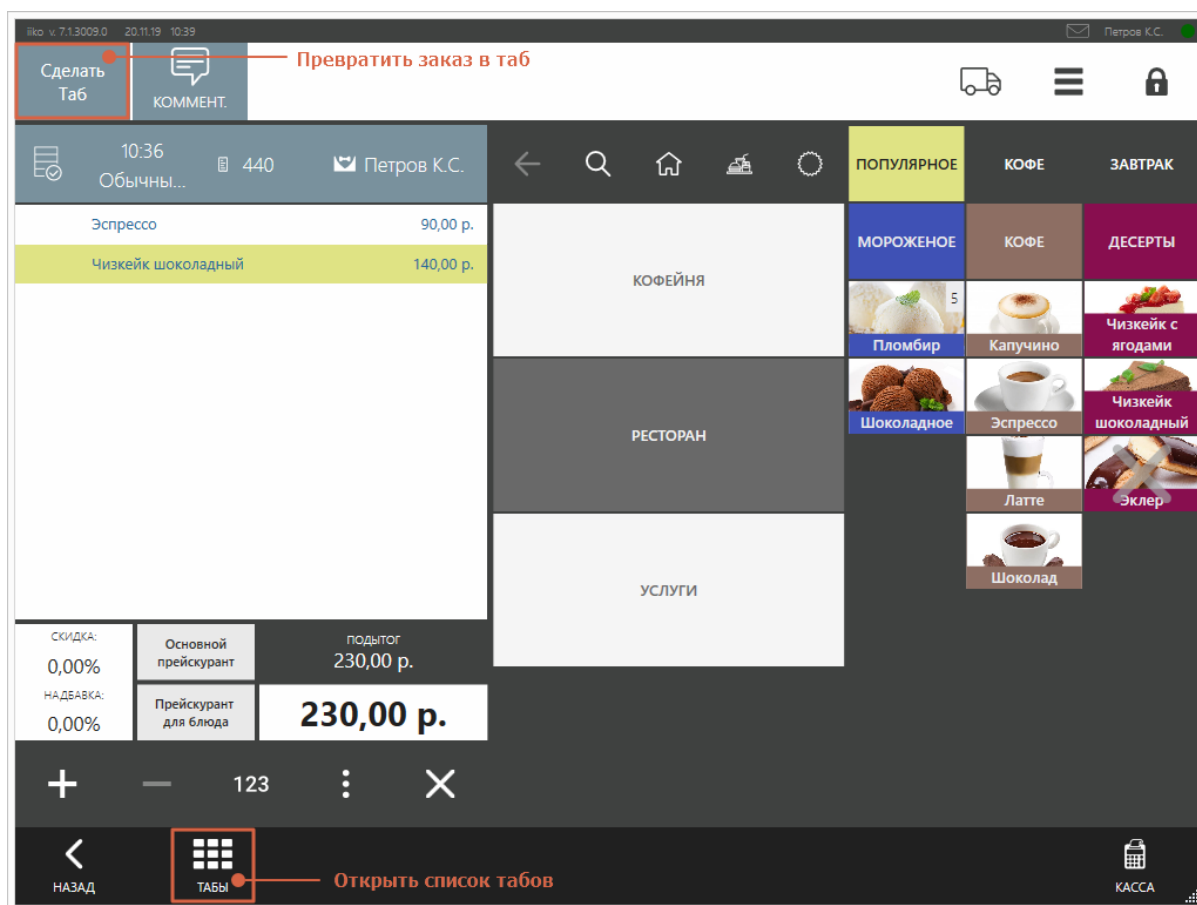 iiko v. 7.1.3009.0 20.11.19 10:39 Петров К.С.
Сделать
Таб
КОММЕНТ.
Превратить заказ в таб
10:36
Обычны...
440
Петров К.С.
Эспрессо 90,00 р.
Чизкейк шоколадный 140,00 р.
СКИДКА:
0,00%
НАДБАВКА:
0,00%
Основной
прейскурант
Прейскурант
для блюда
ПОДЫТОГ
230,00 р.
230,00 р.
123
КОФЕЙНЯ
РЕСТОРАН
УСЛУГИ
ПОПУЛЯРНОЕ КОФЕ ЗАВТРАК
МОРОЖЕНОЕ КОФЕ ДЕСЕРТЫ
5
Пломбир
Капучино
Чизкейк с
ягодами
Шоколадное
Эспрессо
Чизкейк
шоколадный
Латте
Эклер
Шоколад
НАЗАД
ТАБЫ
Открыть список табов
КАССА